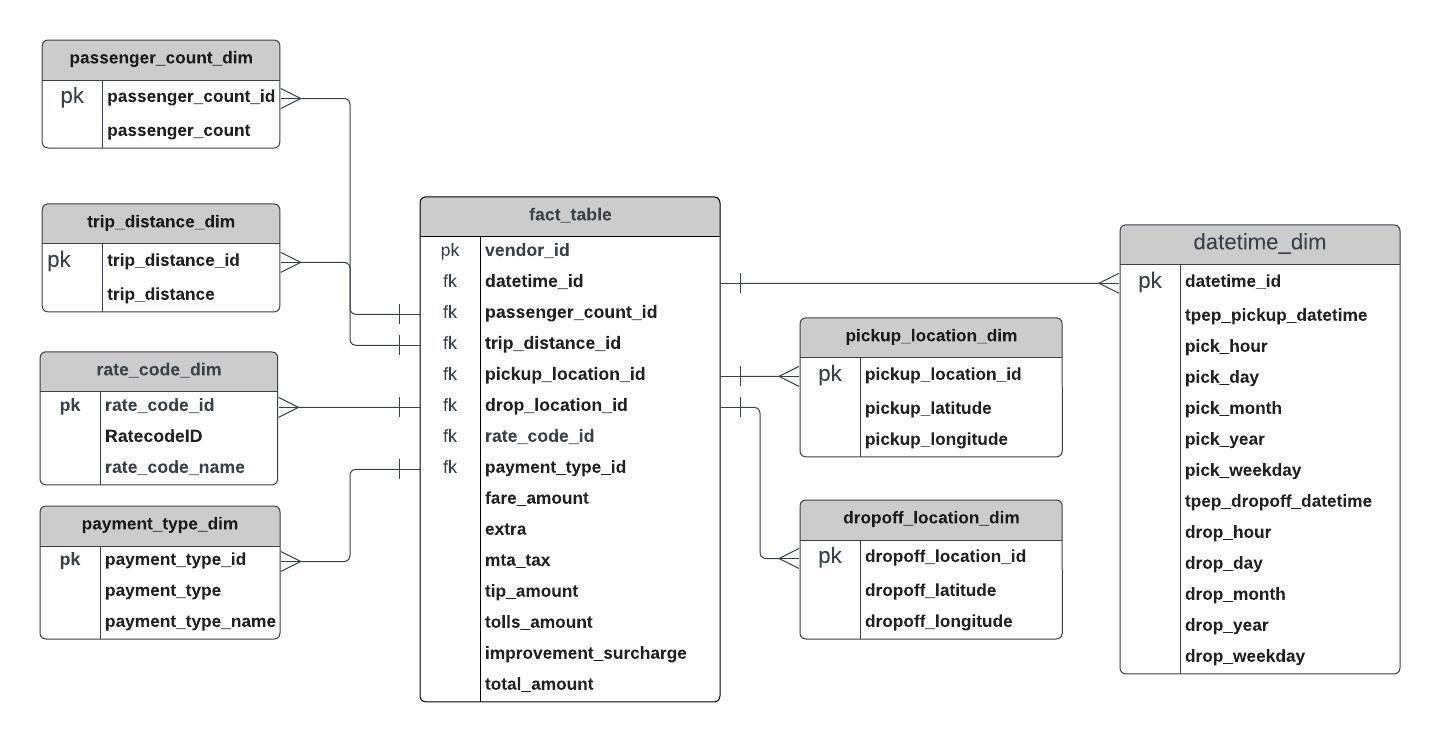 passenger_count_dim
pk passenger_count_id
passenger_count
trip_distance_dim
pk trip_distance_id
trip_distance
rate_code_dim
pk rate_code_id
RatecodeID
rate_code_name
payment_type_dim
pk payment_type_id
payment_type
payment_type_name
fact_table
pk vendor_id
fk datetime_id
fk passenger_count_id
fk trip_distance_id
fk pickup_location_id
fk drop_location_id
fk rate_code_id
fk payment_type_id
fare_amount
extra
mta_tax
tip_amount
tolls_amount
improvement_surcharge
total_amount
pickup_location_dim
pk pickup_location_id
pickup_latitude
pickup_longitude
dropoff_location_dim
pk dropoff_location_id
dropoff_latitude
dropoff_longitude
datetime_dim
pk datetime_id
tpep_pickup_datetime
pick_hour
pick_day
pick_month
pick_year
pick_weekday
tpep_dropoff_datetime
drop_hour
drop_day
drop_month
drop_year
drop_weekday